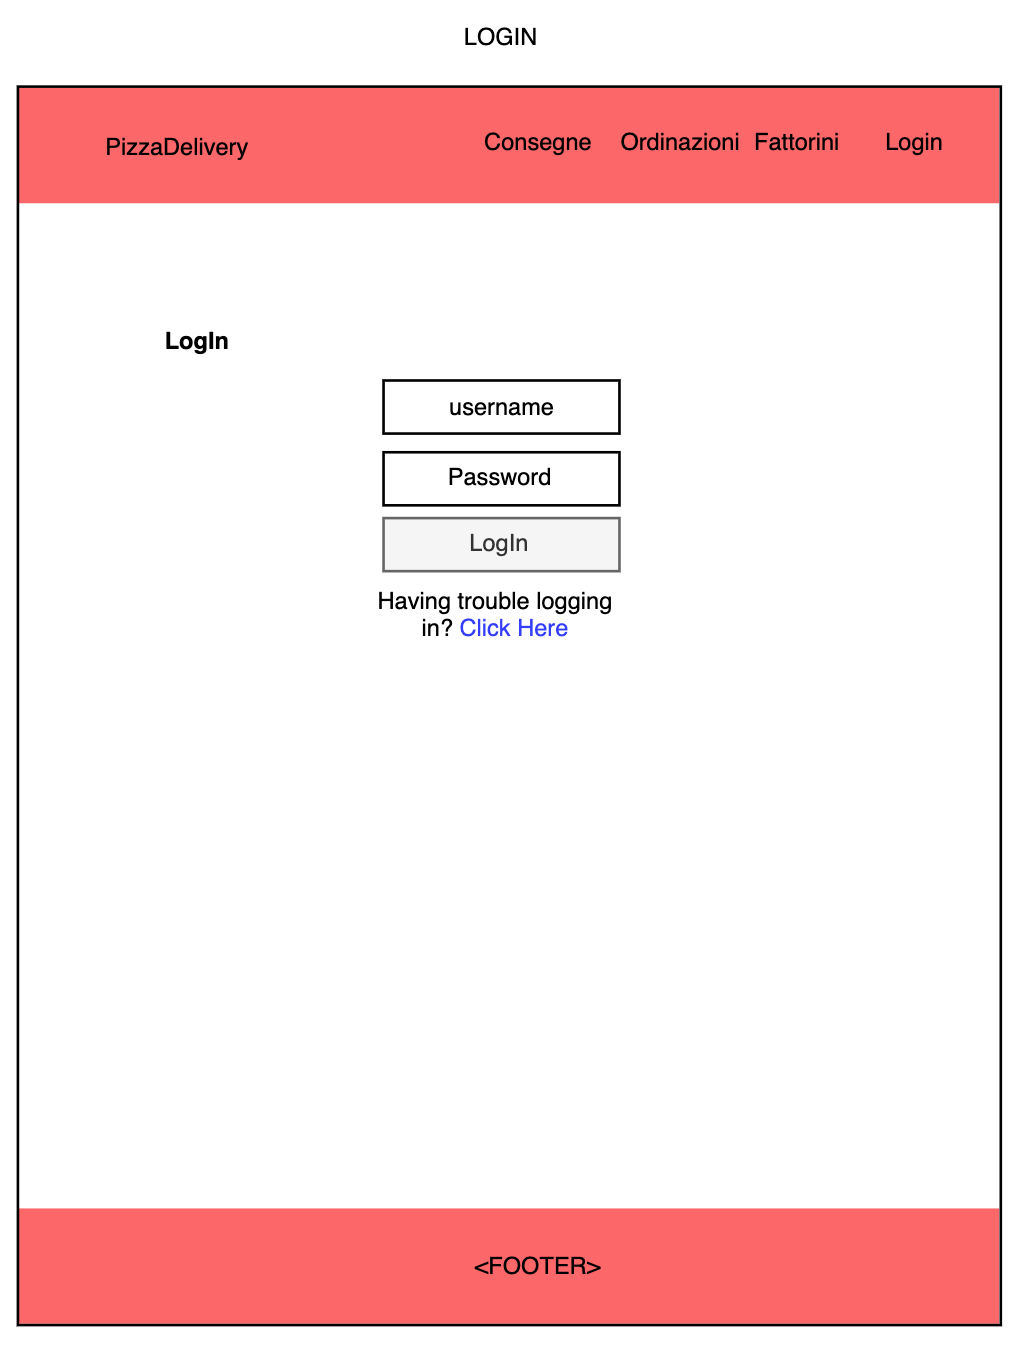 LOGIN
PizzaDelivery
Consegne Ordinazioni Fattorini Login
LogIn
username
Password
LogIn
Having trouble logging
in? Click Here
<FOOTER>